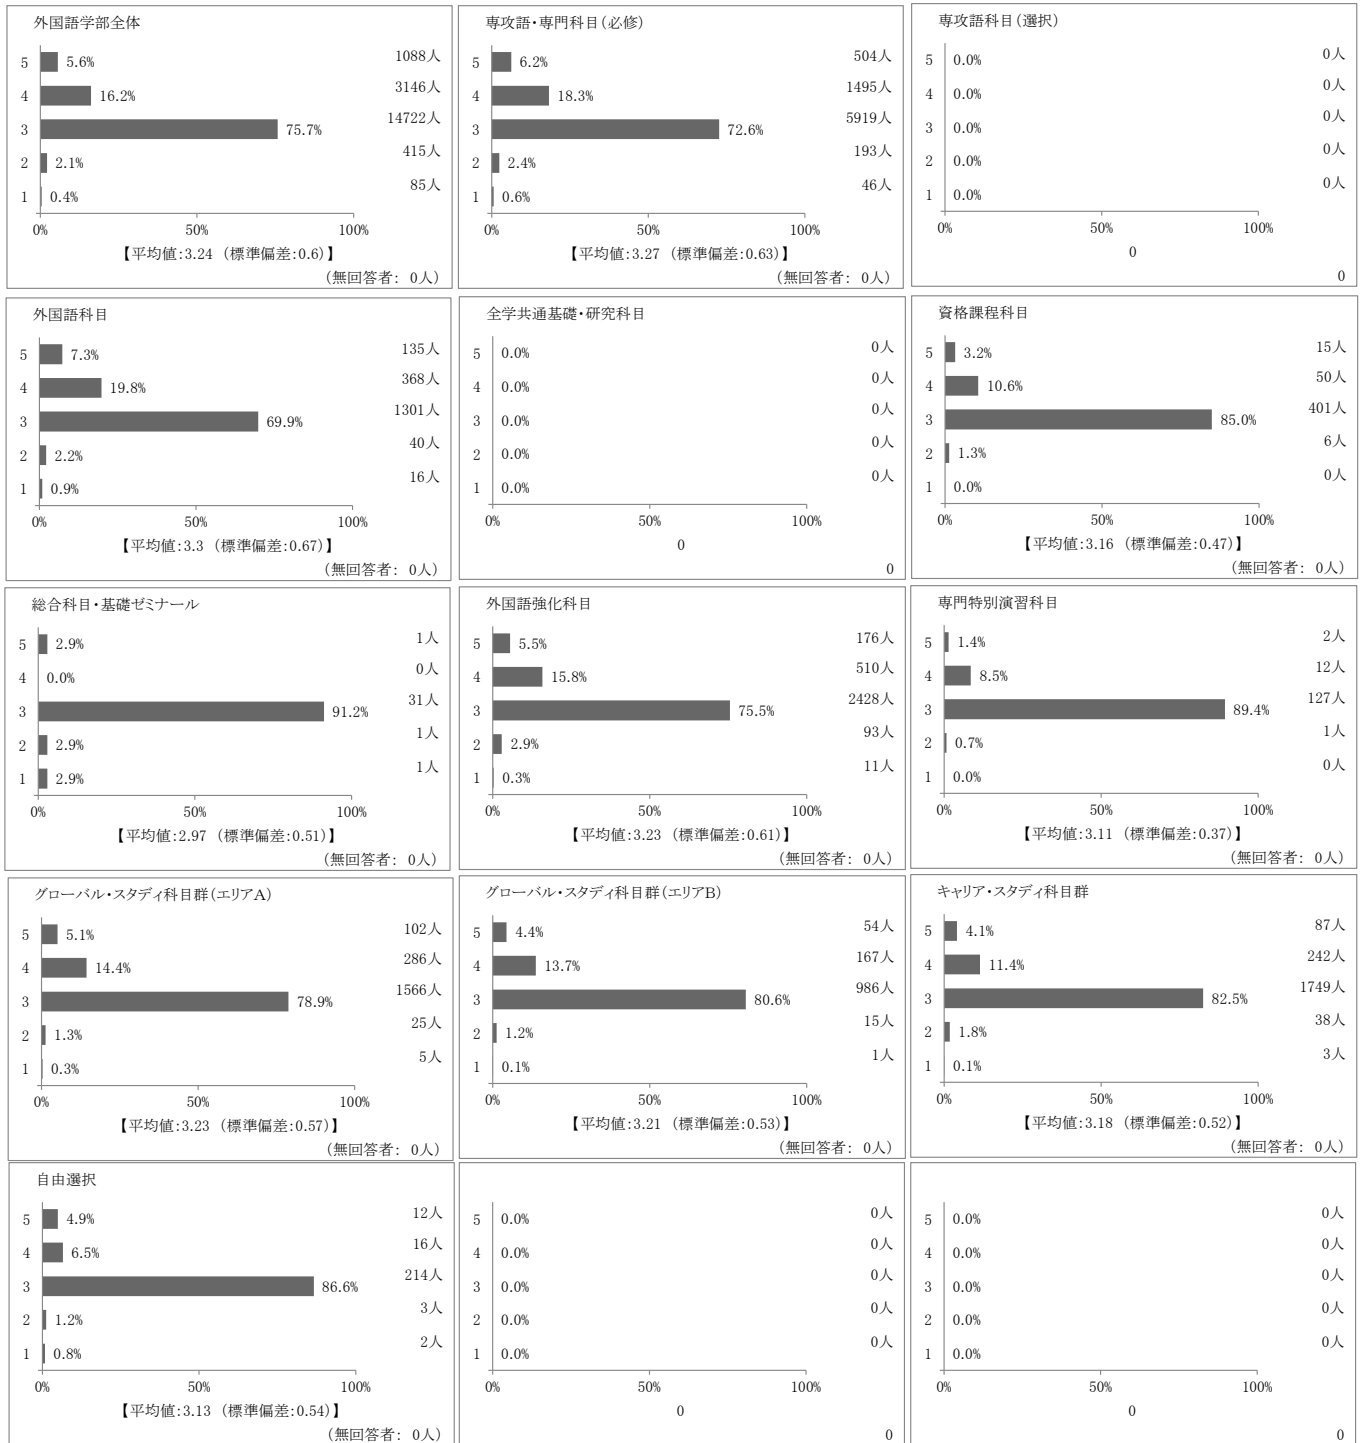 外国語学部全体
5 5.6% 1088人
4 16.2% 3146人
3 75.7% 14722人
2 2.1% 415人
1 0.4% 85人
0% 50% 100%
【平均値:3.24 (標準偏差:0.6)】
(無回答者: 0人)
専攻語・専門科目(必修)
5 6.2% 504人
4 18.3% 1495人
3 72.6% 5919人
2 2.4% 193人
1 0.6% 46人
0% 50% 100%
【平均値:3.27 (標準偏差:0.63)】
(無回答者: 0人)
専攻語科目(選択)
5 0.0% 0人
4 0.0% 0人
3 0.0% 0人
2 0.0% 0人
1 0.0% 0人
0% 50% 100%
0
0
外国語科目
5 7.3% 135人
4 19.8% 368人
3 69.9% 1301人
2 2.2% 40人
1 0.9% 16人
0% 50% 100%
【平均値:3.3 (標準偏差:0.67)】
(無回答者: 0人)
全学共通基礎・研究科目
5 0.0% 0人
4 0.0% 0人
3 0.0% 0人
2 0.0% 0人
1 0.0% 0人
0% 50% 100%
0
0
資格課程科目
5 3.2% 15人
4 10.6% 50人
3 85.0% 401人
2 1.3% 6人
1 0.0% 0人
0% 50% 100%
【平均値:3.16 (標準偏差:0.47)】
(無回答者: 0人)
総合科目・基礎ゼミナール
5 2.9% 1人
4 0.0% 0人
3 91.2% 31人
2 2.9% 1人
1 2.9% 1人
0% 50% 100%
【平均値:2.97 (標準偏差:0.51)】
(無回答者: 0人)
外国語強化科目
5 5.5% 176人
4 15.8% 510人
3 75.5% 2428人
2 2.9% 93人
1 0.3% 11人
0% 50% 100%
【平均値:3.23 (標準偏差:0.61)】
(無回答者: 0人)
専門特別演習科目
5 1.4% 2人
4 8.5% 12人
3 89.4% 127人
2 0.7% 1人
1 0.0% 0人
0% 50% 100%
【平均値:3.11 (標準偏差:0.37)】
(無回答者: 0人)
グローバル・スタディ科目群(エリアA)
5 5.1% 102人
4 14.4% 286人
3 78.9% 1566人
2 1.3% 25人
1 0.3% 5人
0% 50% 100%
【平均値:3.23 (標準偏差:0.57)】
(無回答者: 0人)
グローバル・スタディ科目群(エリアB)
5 4.4% 54人
4 13.7% 167人
3 80.6% 986人
2 1.2% 15人
1 0.1% 1人
0% 50% 100%
【平均値:3.21 (標準偏差:0.53)】
(無回答者: 0人)
キャリア・スタディ科目群
5 4.1% 87人
4 11.4% 242人
3 82.5% 1749人
2 1.8% 38人
1 0.1% 3人
0% 50% 100%
【平均値:3.18 (標準偏差:0.52)】
(無回答者: 0人)
自由選択
5 4.9% 12人
4 6.5% 16人
3 86.6% 214人
2 1.2% 3人
1 0.8% 2人
0% 50% 100%
【平均値:3.13 (標準偏差:0.54)】
(無回答者: 0人)
5 0.0% 0人
4 0.0% 0人
3 0.0% 0人
2 0.0% 0人
1 0.0% 0人
0% 50% 100%
0
0
5 0.0% 0人
4 0.0% 0人
3 0.0% 0人
2 0.0% 0人
1 0.0% 0人
0% 50% 100%
0
0